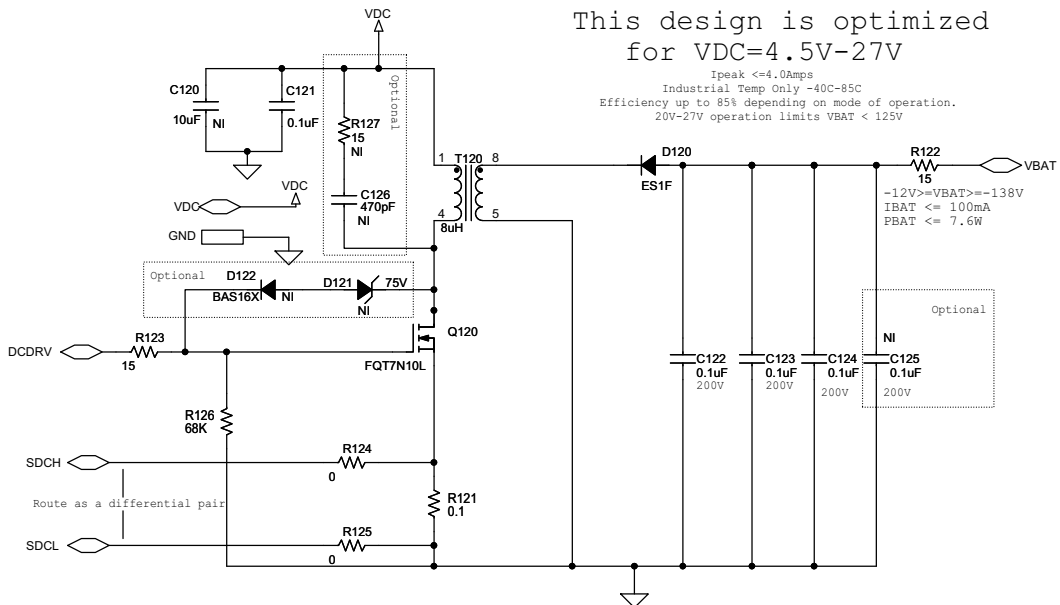 This design is optimized
for VDC=4.5V-27V
Ipeak <=4.0Amps
Industrial Temp Only -40C-85C
Efficiency up to 85% depending on mode of operation.
20V-27V operation limits VBAT < 125V
VDC
C120
10uF
NI
C121
0.1uF
Optional
R127
15
NI
C126
470pF
NI
VDC
VDC
GND
1
T120
8
4
8uH
5
D120
ES1F
R122
15
VBAT
-12V>=VBAT>=-138V
IBAT <= 100mA
PBAT <= 7.6W
Optional
D122
BAS16X
NI
D121
75V
NI
Q120
FQT7N10L
DCDRV
R123
15
R126
68K
C122
0.1uF
200V
C123
0.1uF
200V
C124
0.1uF
200V
Optional
NI
C125
0.1uF
200V
SDCH
R124
0
Route as a differential pair
R121
0.1
SDCL
R125
0